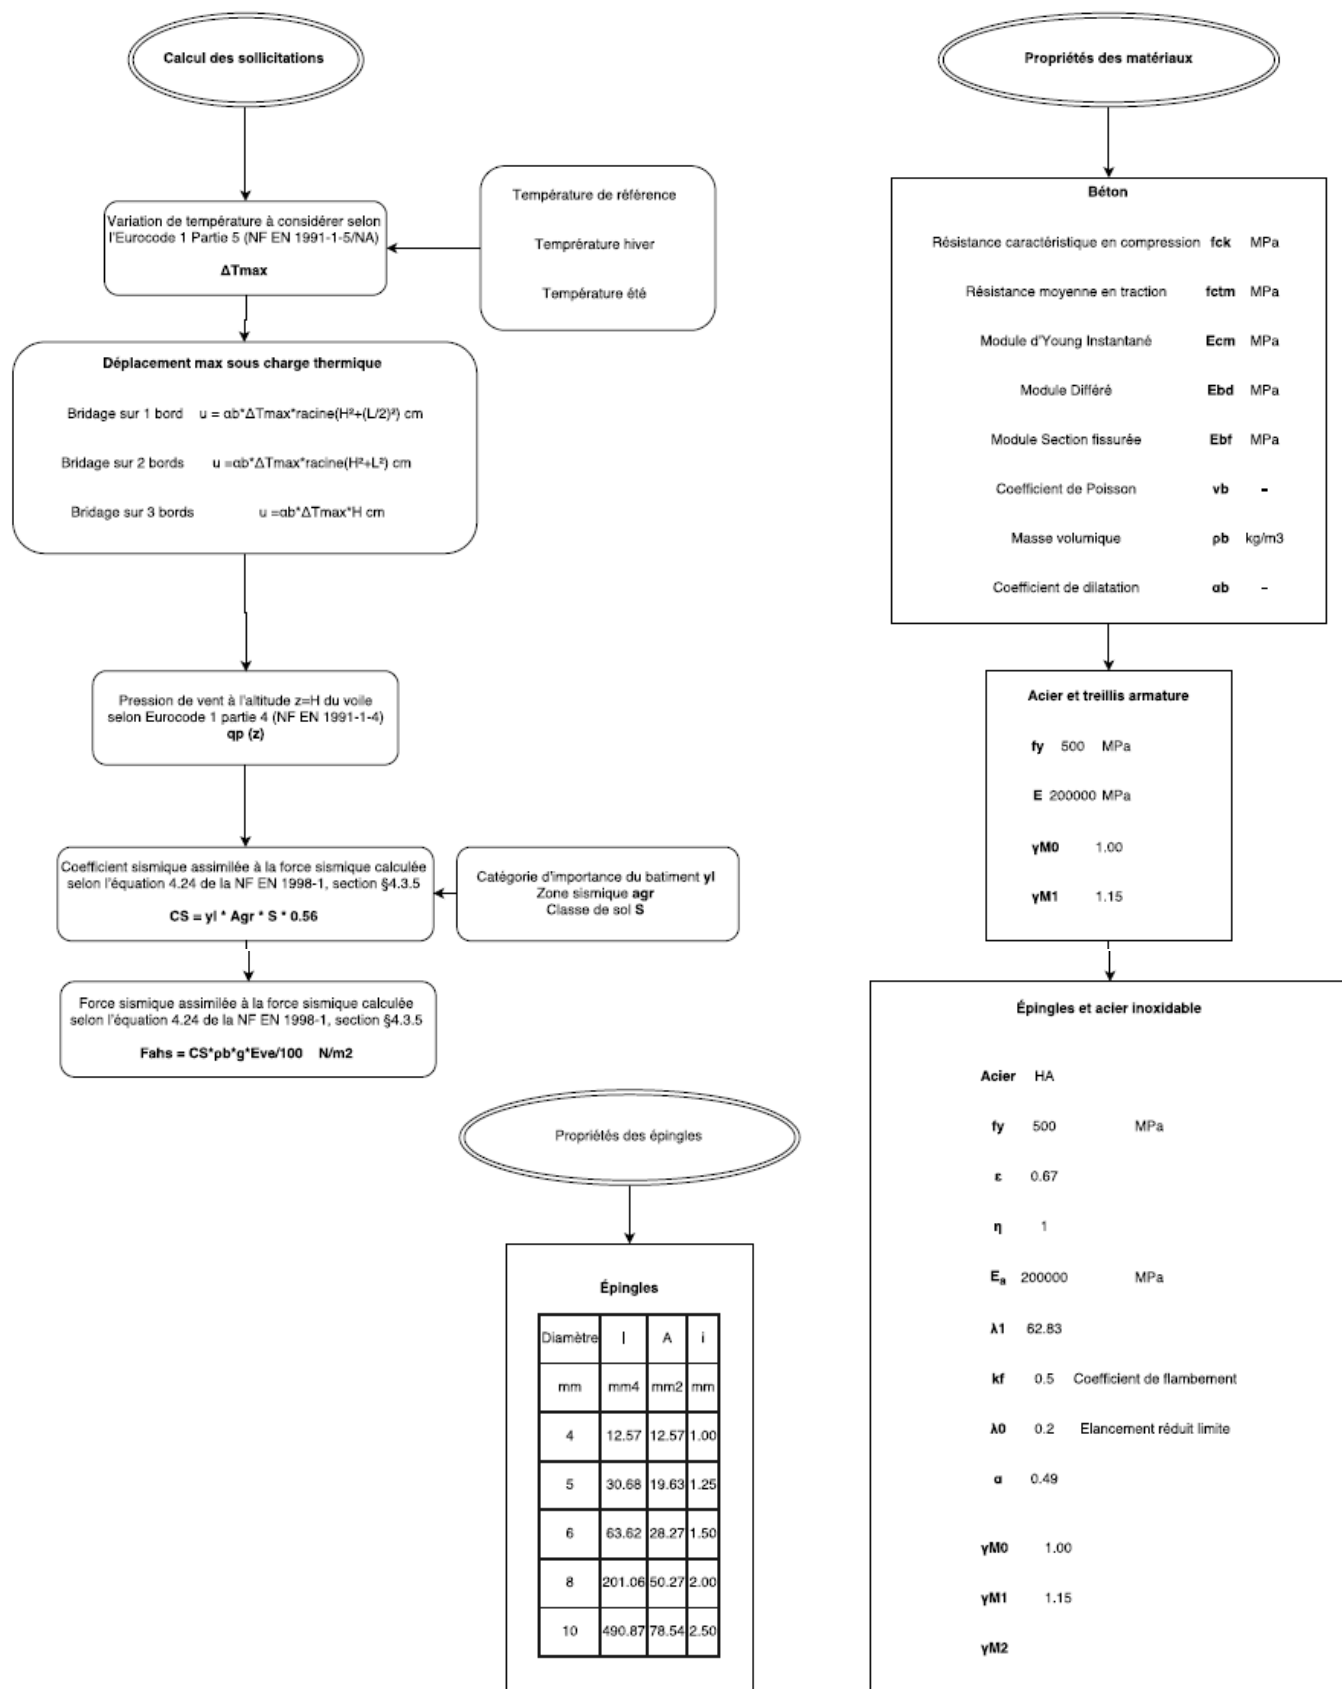 Calcul des sollicitations
Variation de température à considérer selon
l'Eurocode 1 Partie 5 (NF EN 1991-1-5/NA)
ΔTmax
Température de référence
Temprérature hiver
Température été
Déplacement max sous charge thermique
Bridage sur 1 bord u = αb*ΔTmax*racine(H²+(L/2)²) cm
Bridage sur 2 bords u =αb*ΔTmax*racine(H²+L²) cm
Bridage sur 3 bords u =αb*ΔTmax*H cm
Pression de vent à l'altitude z=H du voile
selon Eurocode 1 partie 4 (NF EN 1991-1-4)
qp (z)
Coefficient sismique assimilée à la force sismique calculée
selon l'équation 4.24 de la NF EN 1998-1, section §4.3.5
CS = γI * Agr * S * 0.56
Catégorie d'importance du batiment γI
Zone sismique agr
Classe de sol S
Force sismique assimilée à la force sismique calculée
selon l'équation 4.24 de la NF EN 1998-1, section §4.3.5
Fahs = CS*ρb*g*Eve/100 N/m2
Propriétés des épingles
Épingles
Diamètre I A i
mm mm4 mm2 mm
4 12.57 12.57 1.00
5 30.68 19.63 1.25
6 63.62 28.27 1.50
8 201.06 50.27 2.00
10 490.87 78.54 2.50
Propriétés des matériaux
Béton
Résistance caractéristique en compression fck MPa
Résistance moyenne en traction fctm MPa
Module d'Young Instantané Ecm MPa
Module Différé Ebd MPa
Module Section fissurée Ebf MPa
Coefficient de Poisson νb -
Masse volumique ρb kg/m3
Coefficient de dilatation αb -
Acier et treillis armature
fy 500 MPa
E 200000 MPa
γM0 1.00
γM1 1.15
Épingles et acier inoxidable
Acier HA
fy 500 MPa
ε 0.67
η 1
Ea 200000 MPa
λ1 62.83
kf 0.5 Coefficient de flambement
λ0 0.2 Elancement réduit limite
α 0.49
γM0 1.00
γM1 1.15
γM2